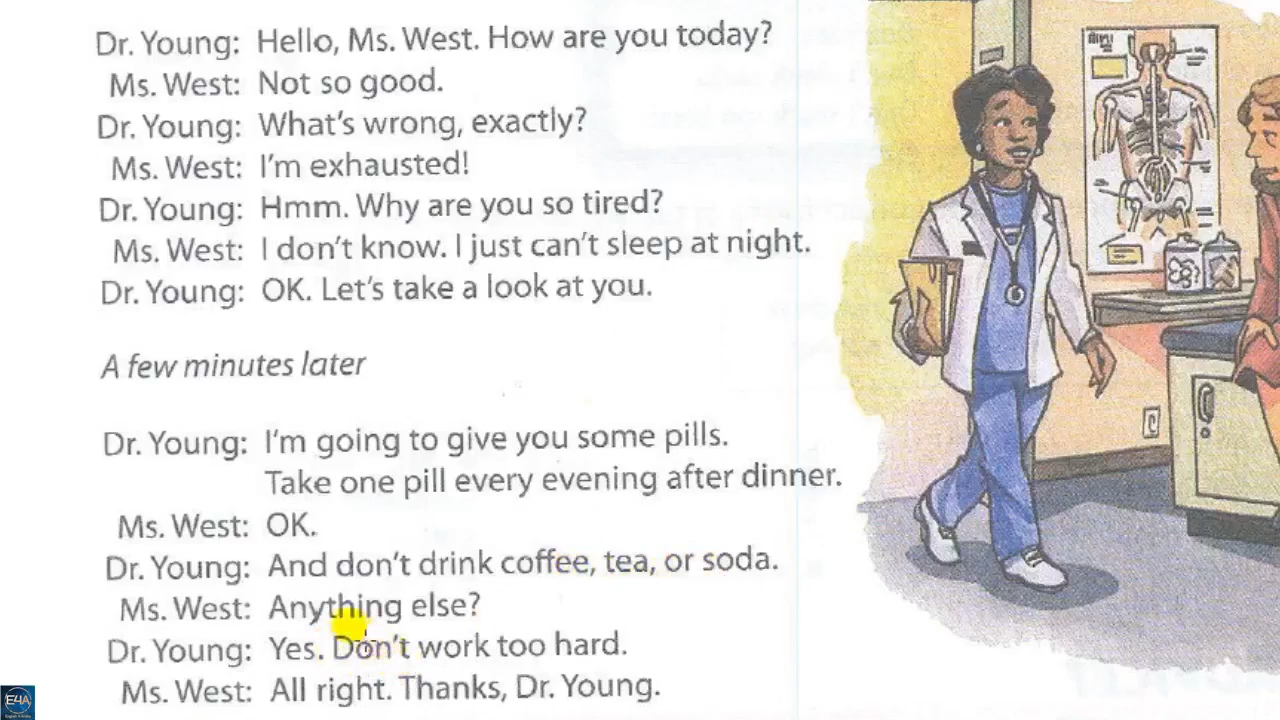 Dr. Young: Hello, Ms. West. How are you today?
Ms. West: Not so good.
Dr. Young: What's wrong, exactly?
Ms. West: I'm exhausted!
Dr. Young: Hmm. Why are you so tired?
Ms. West: I don't know. I just can't sleep at night.
Dr. Young: OK. Let's take a look at you.
A few minutes later
Dr. Young: I'm going to give you some pills.
Take one pill every evening after dinner.
Ms. West: OK.
Dr. Young: And don't drink coffee, tea, or soda.
Ms. West: Anything else?
Dr. Young: Yes. Don't work too hard.
Ms. West: All right. Thanks, Dr. Young.
E4A